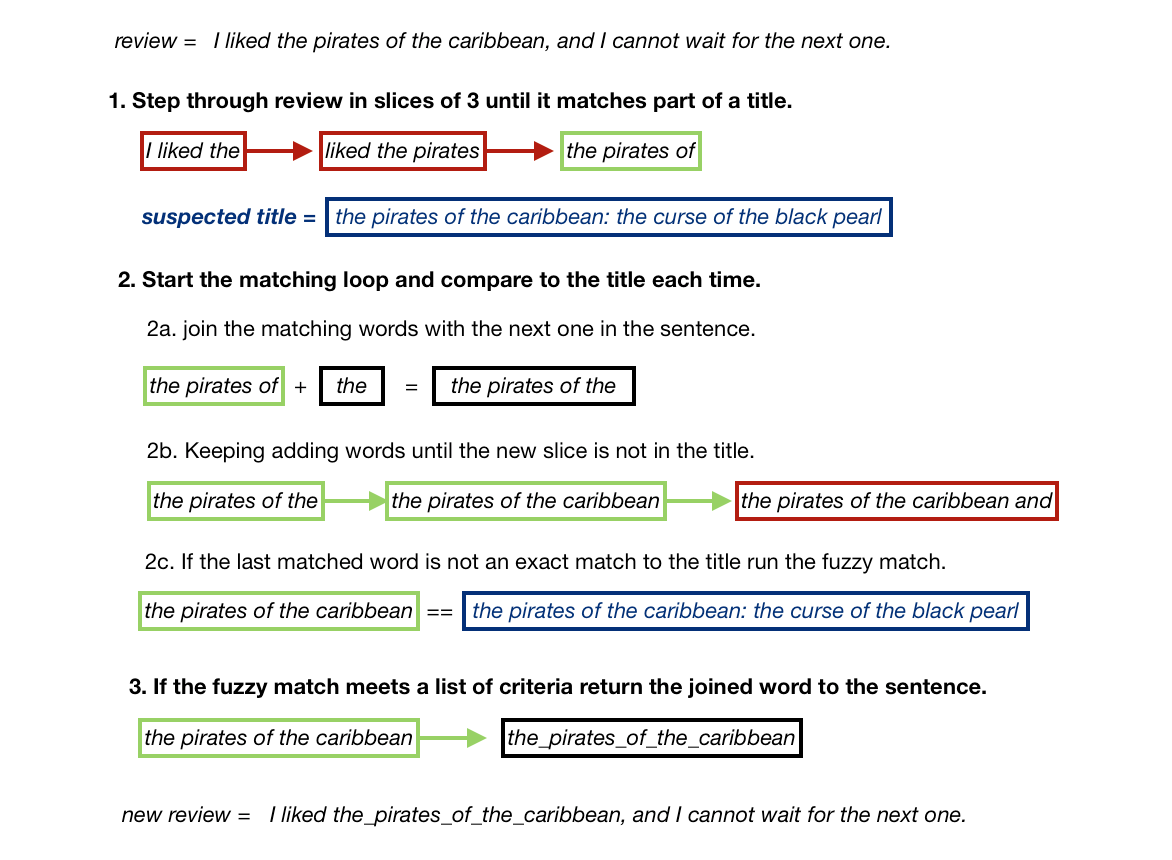 review = I liked the pirates of the caribbean, and I cannot wait for the next one.
1. Step through review in slices of 3 until it matches part of a title.
I liked the liked the pirates the pirates of
suspected title = the pirates of the caribbean: the curse of the black pearl
2. Start the matching loop and compare to the title each time.
2a. join the matching words with the next one in the sentence.
the pirates of + the = the pirates of the
2b. Keeping adding words until the new slice is not in the title.
the pirates of the the pirates of the caribbean the pirates of the caribbean and
2c. If the last matched word is not an exact match to the title run the fuzzy match.
the pirates of the caribbean == the pirates of the caribbean: the curse of the black pearl
3. If the fuzzy match meets a list of criteria return the joined word to the sentence.
the pirates of the caribbean the_pirates_of_the_caribbean
new review = I liked the_pirates_of_the_caribbean, and I cannot wait for the next one.